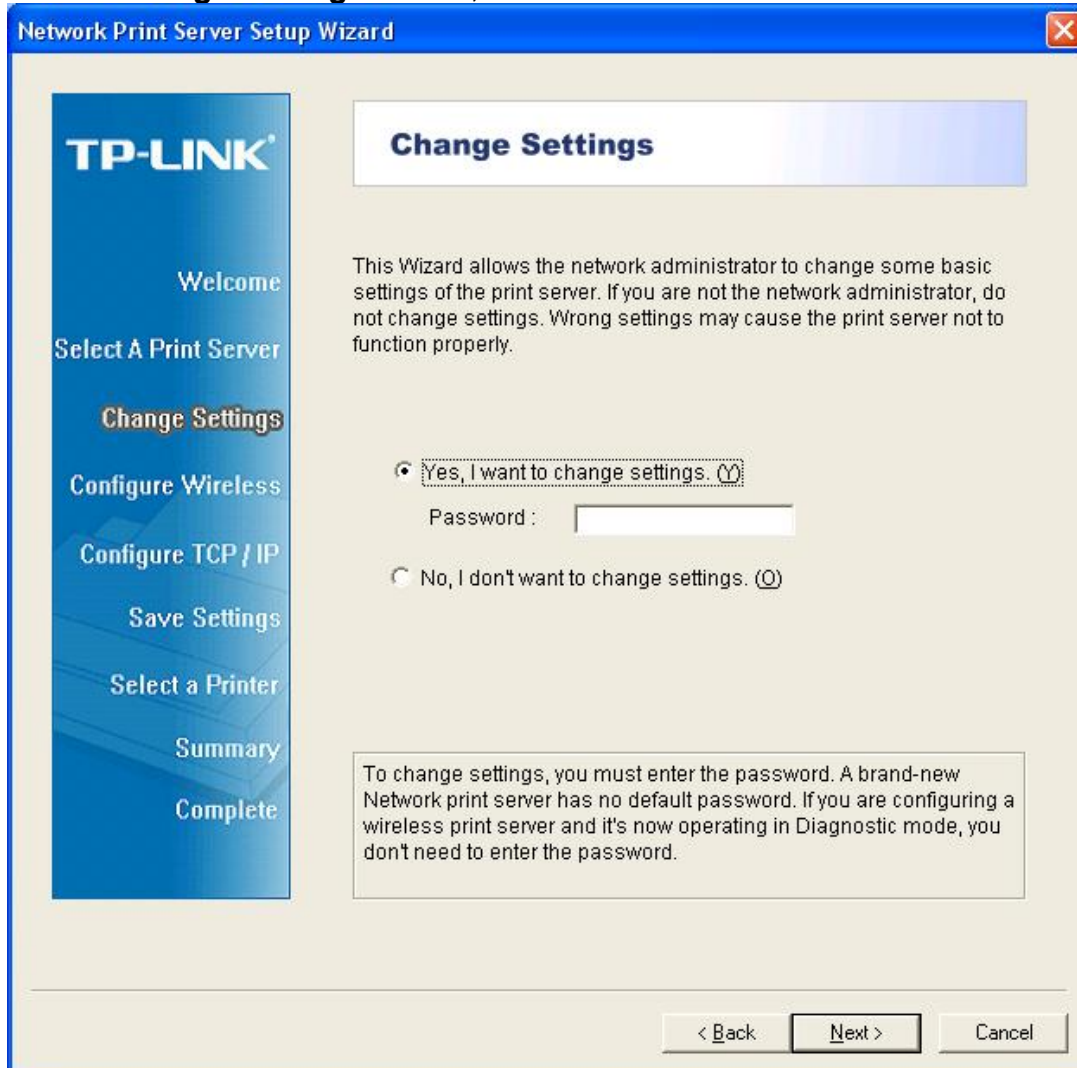 Network Print Server Setup Wizard
TP-LINK
Change Settings
Welcome
Select A Print Server
Change Settings
Configure Wireless
Configure TCP / IP
Save Settings
Select a Printer
Summary
Complete
This Wizard allows the network administrator to change some basic
settings of the print server. If you are not the network administrator, do
not change settings. Wrong settings may cause the print server not to
function properly.
Yes, I want to change settings. (Y)
Password :
No, I don't want to change settings. (O)
To change settings, you must enter the password. A brand-new
Network print server has no default password. If you are configuring a
wireless print server and it's now operating in Diagnostic mode, you
don't need to enter the password.
< Back
Next >
Cancel